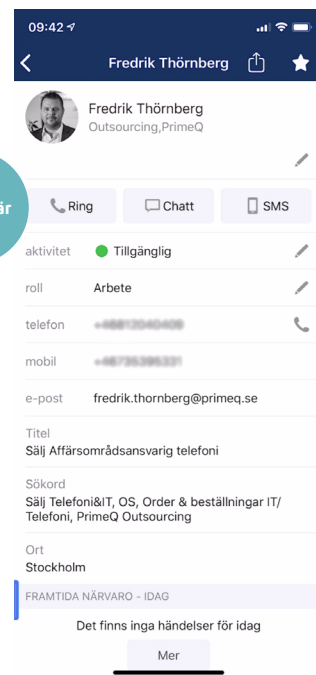 09:42
Fredrik Thörnberg
Fredrik Thörnberg
Outsourcing,PrimeQ
är
Ring
Chatt
SMS
aktivitet
Tillgänglig
roll
Arbete
telefon
mobil
e-post
fredrik.thornberg@primeq.se
Titel
Sälj Affärsområdsansvarig telefoni
Sökord
Sälj Telefoni&IT, OS, Order & beställningar IT/
Telefoni, PrimeQ Outsourcing
Ort
Stockholm
FRAMTIDA NÄRVARO - IDAG
Det finns inga händelser för idag
Mer